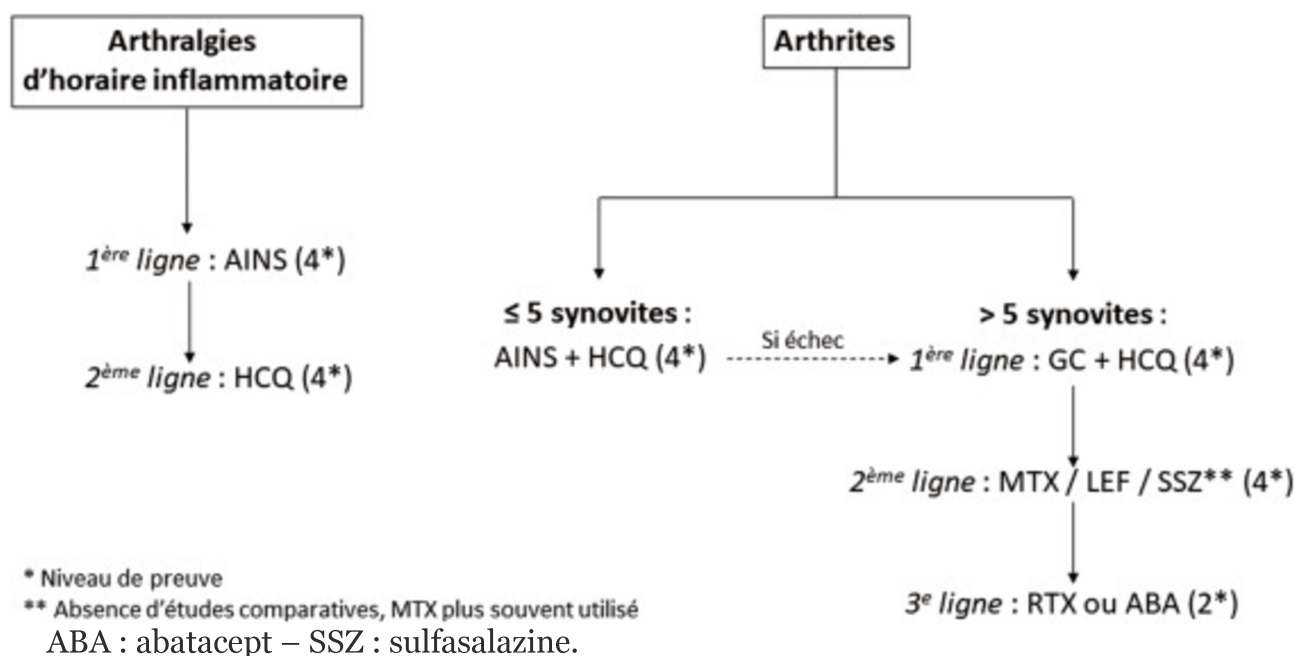 Arthralgies
d'horaire inflammatoire
1ère ligne : AINS (4*)
2ème ligne : HCQ (4*)
Arthrites
≤ 5 synovites :
AINS + HCQ (4*)
Si échec
> 5 synovites :
1ère ligne : GC + HCQ (4*)
2ème ligne : MTX / LEF / SSZ** (4*)
3e ligne : RTX ou ABA (2*)
* Niveau de preuve
** Absence d'études comparatives, MTX plus souvent utilisé
ABA : abatacept – SSZ : sulfasalazine.